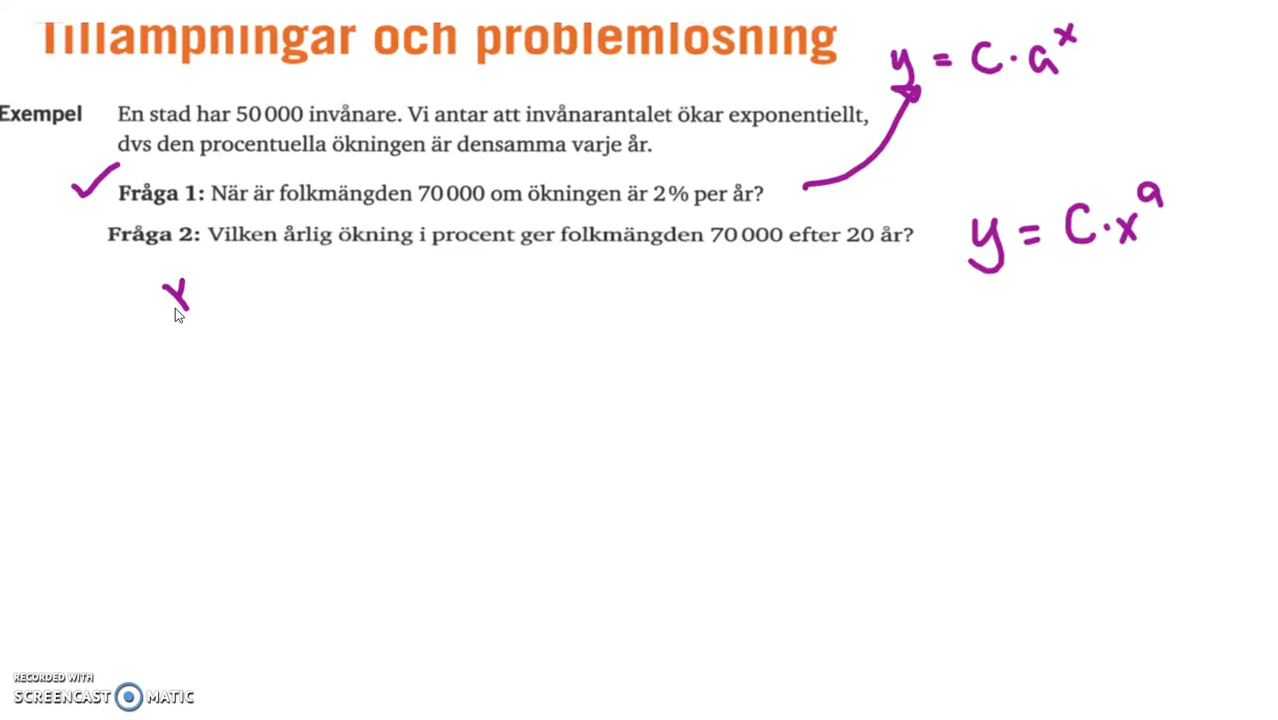 Tillämpningar och problemlösning
y = C · a^x
Exempel En stad har 50 000 invånare. Vi antar att invånarantalet ökar exponentiellt,
dvs den procentuella ökningen är densamma varje år.
Fråga 1: När är folkmängden 70 000 om ökningen är 2 % per år?
Fråga 2: Vilken årlig ökning i procent ger folkmängden 70 000 efter 20 år?
y = C · x^a
RECORDED WITH
SCREENCAST MATIC